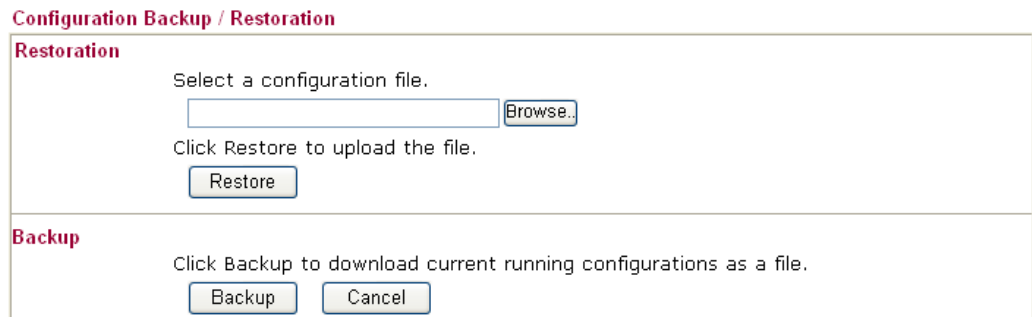 Configuration Backup / Restoration
Restoration
Select a configuration file.
Browse..
Click Restore to upload the file.
Restore
Backup
Click Backup to download current running configurations as a file.
Backup Cancel